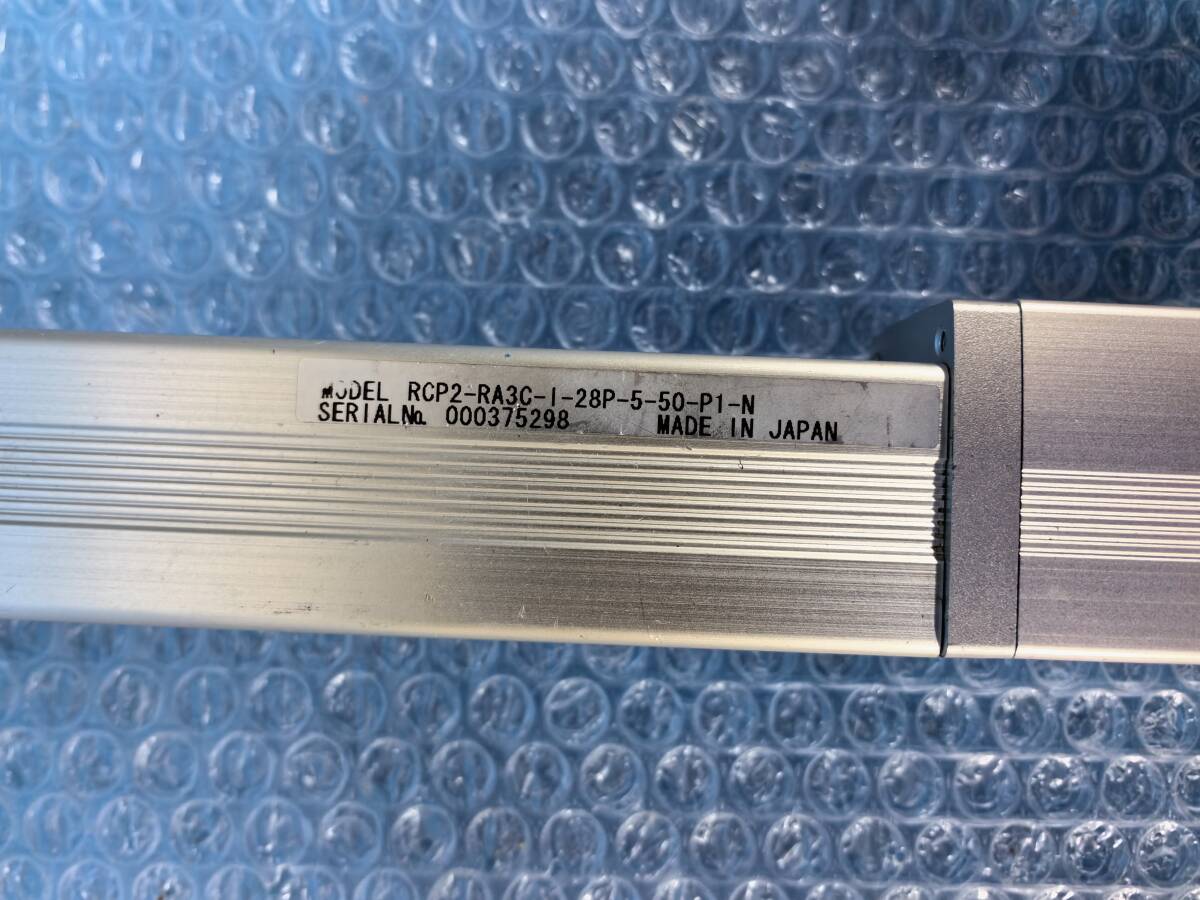 MODEL RCP2-RA3C-I-28P-5-50-P1-N
SERIAL№ 000375298 MADE IN JAPAN